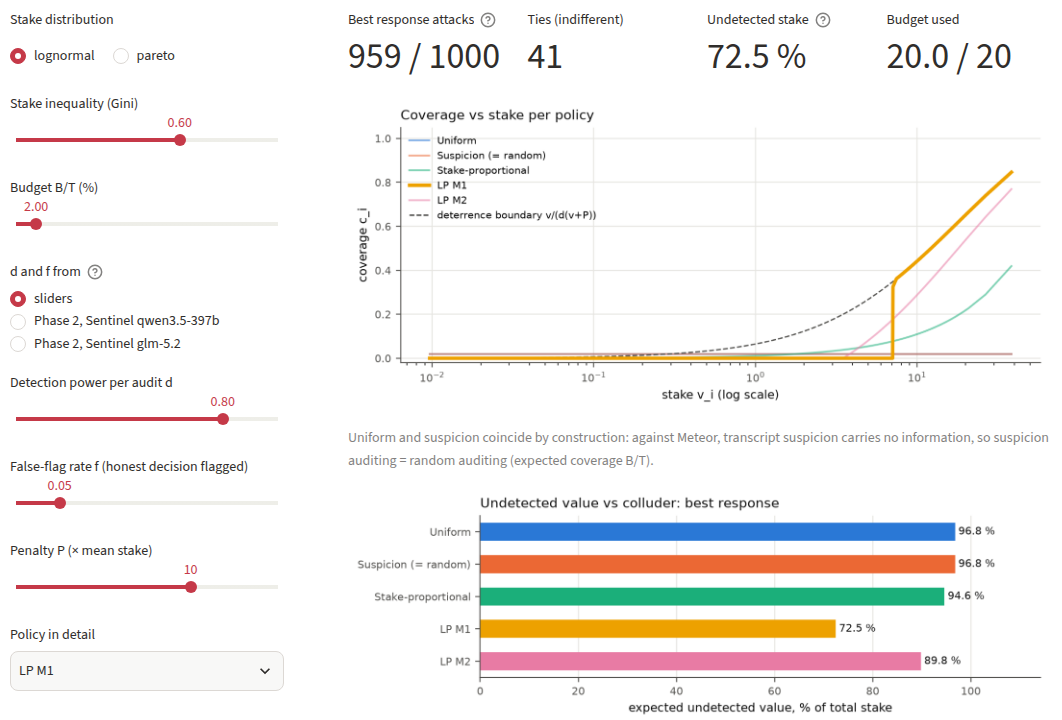 Stake distribution
lognormal
pareto
Stake inequality (Gini)
0.60
Budget B/T (%)
2.00
d and f from
sliders
Phase 2, Sentinel qwen3.5-397b
Phase 2, Sentinel glm-5.2
Detection power per audit d
0.80
False-flag rate f (honest decision flagged)
0.05
Penalty P (× mean stake)
10
Policy in detail
LP M1
Best response attacks
959 / 1000
Ties (indifferent)
41
Undetected stake
72.5 %
Budget used
20.0 / 20
Coverage vs stake per policy
Uniform
Suspicion (= random)
Stake-proportional
LP M1
LP M2
deterrence boundary v/(d(v+P))
coverage c_i
1.0
0.8
0.6
0.4
0.2
0.0
10⁻²
10⁻¹
10⁰
10¹
stake v_i (log scale)
Uniform and suspicion coincide by construction: against Meteor, transcript suspicion carries no information, so suspicion
auditing = random auditing (expected coverage B/T).
Undetected value vs colluder: best response
Uniform
96.8 %
Suspicion (= random)
96.8 %
Stake-proportional
94.6 %
LP M1
72.5 %
LP M2
89.8 %
0
20
40
60
80
100
expected undetected value, % of total stake